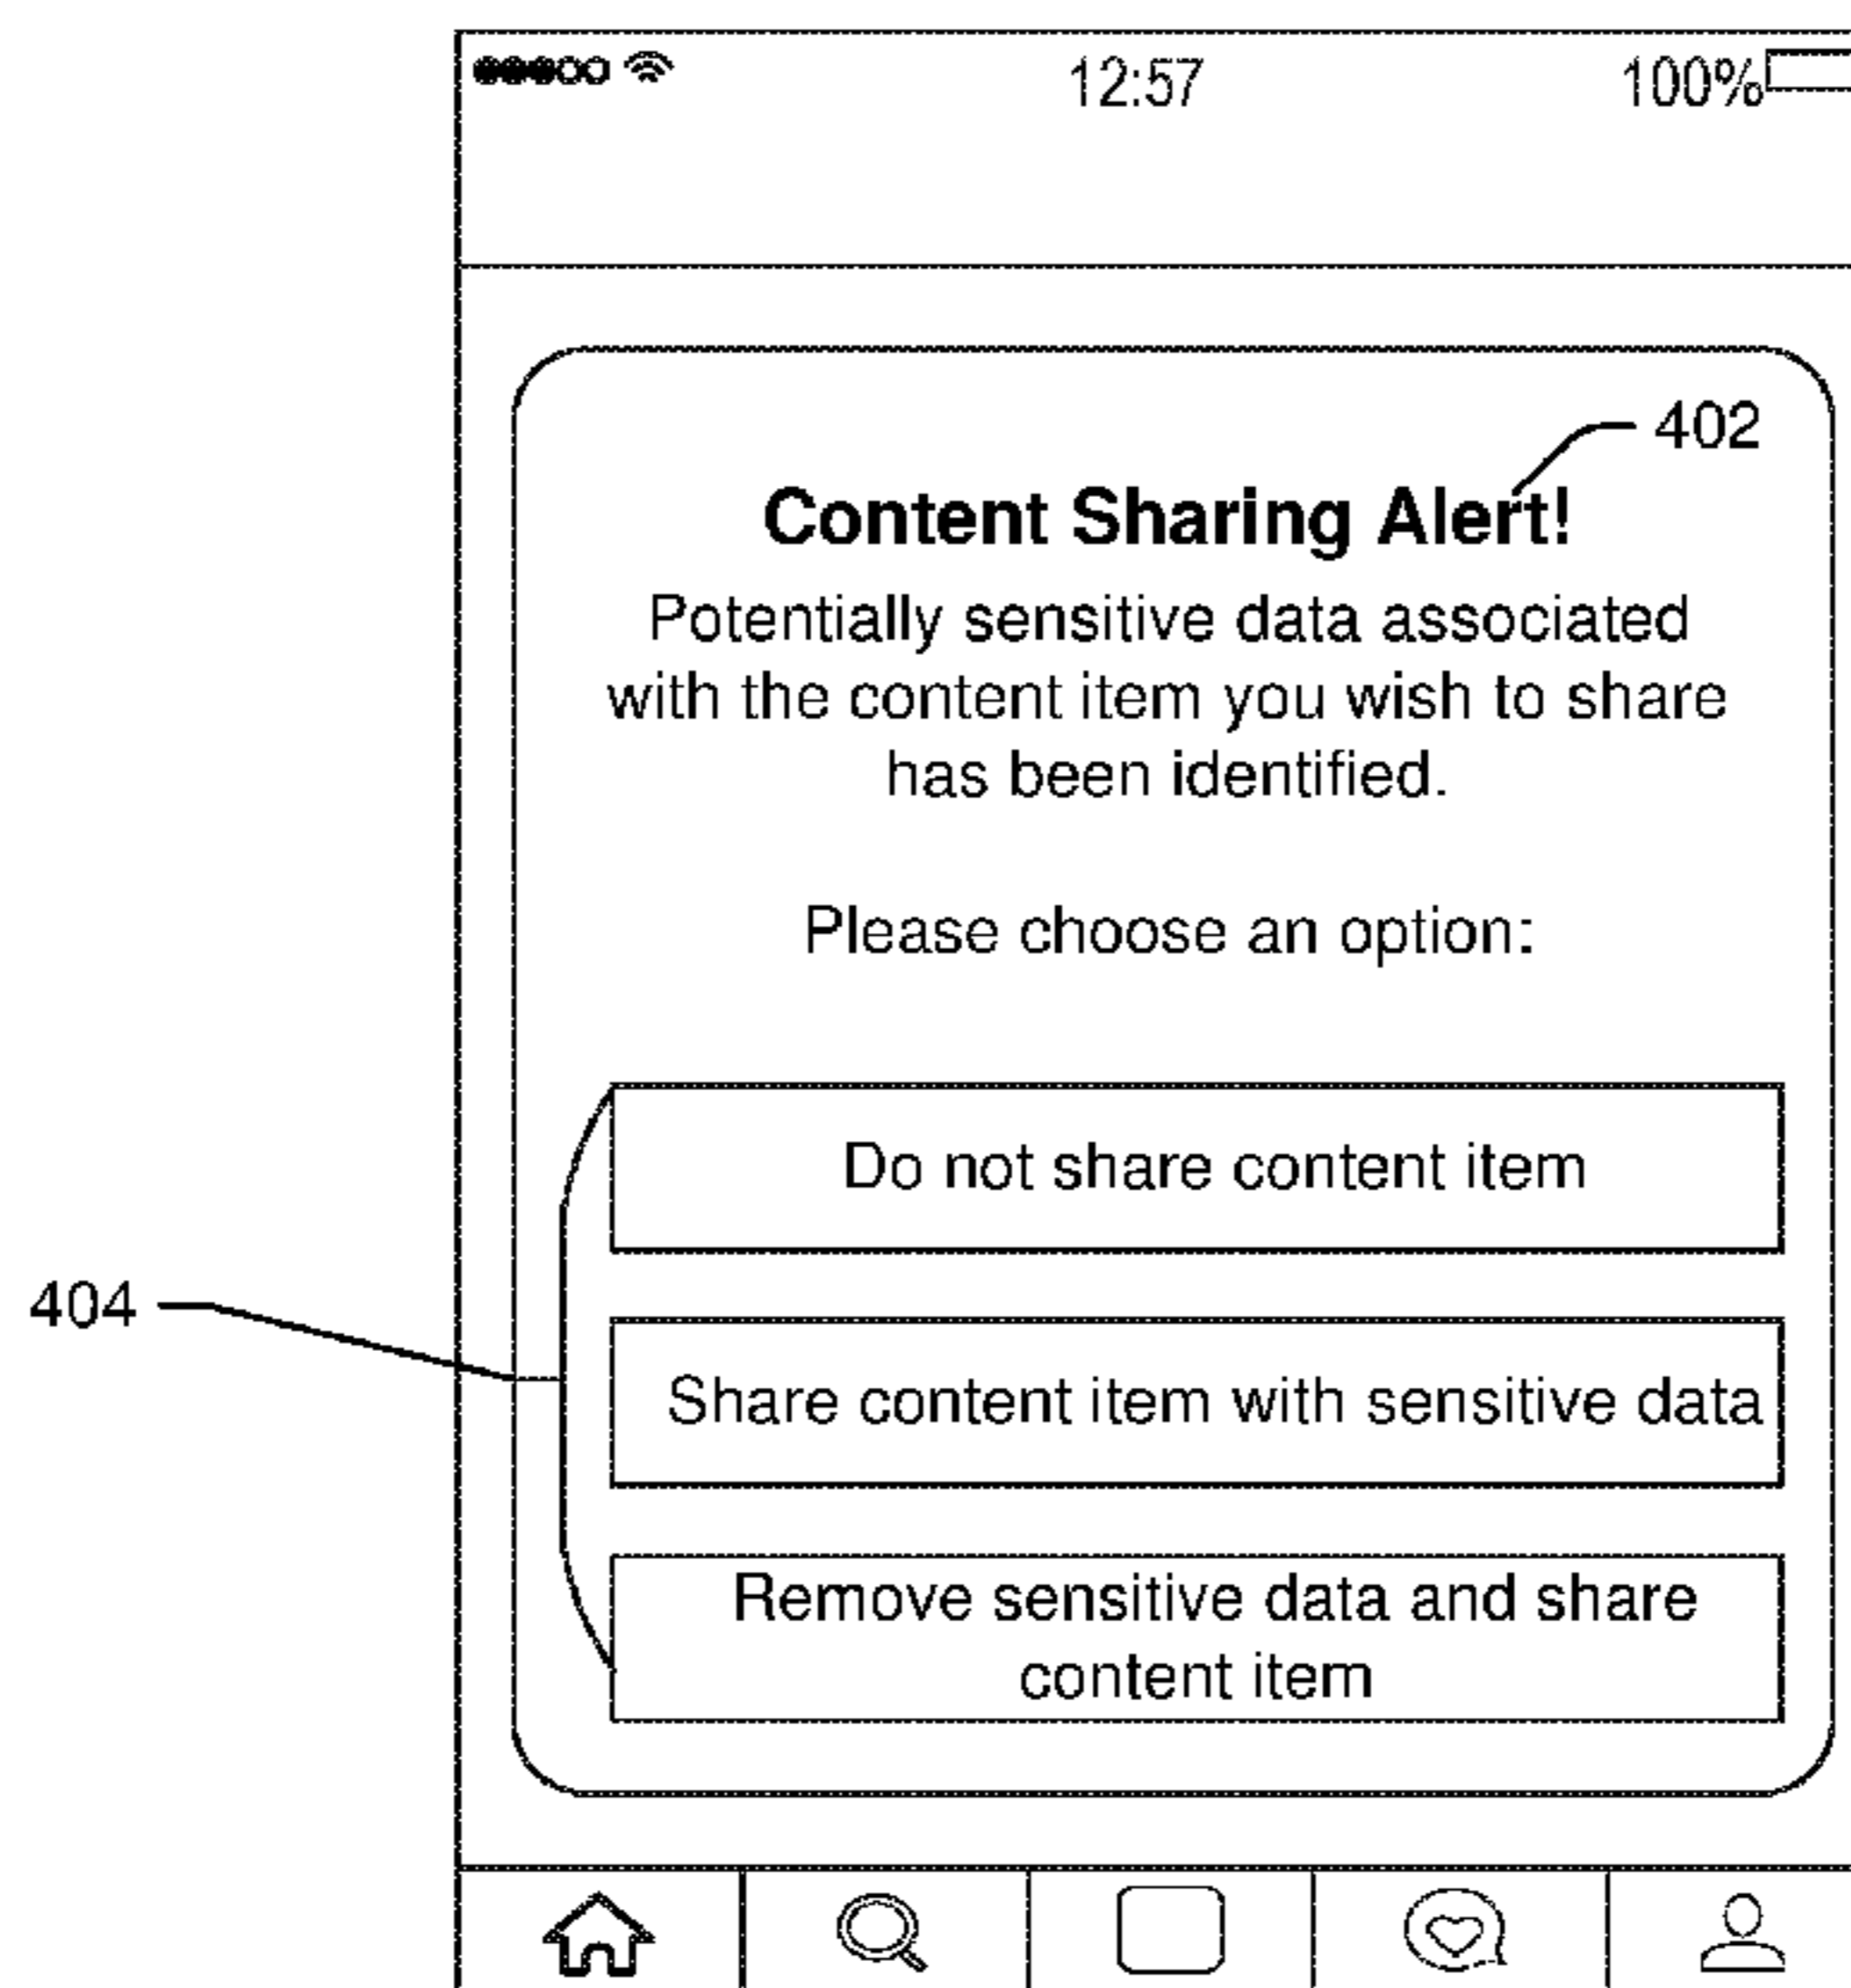 12:57 100%
402
Content Sharing Alert!
Potentially sensitive data associated
with the content item you wish to share
has been identified.
Please choose an option:
Do not share content item
404
Share content item with sensitive data
Remove sensitive data and share
content item